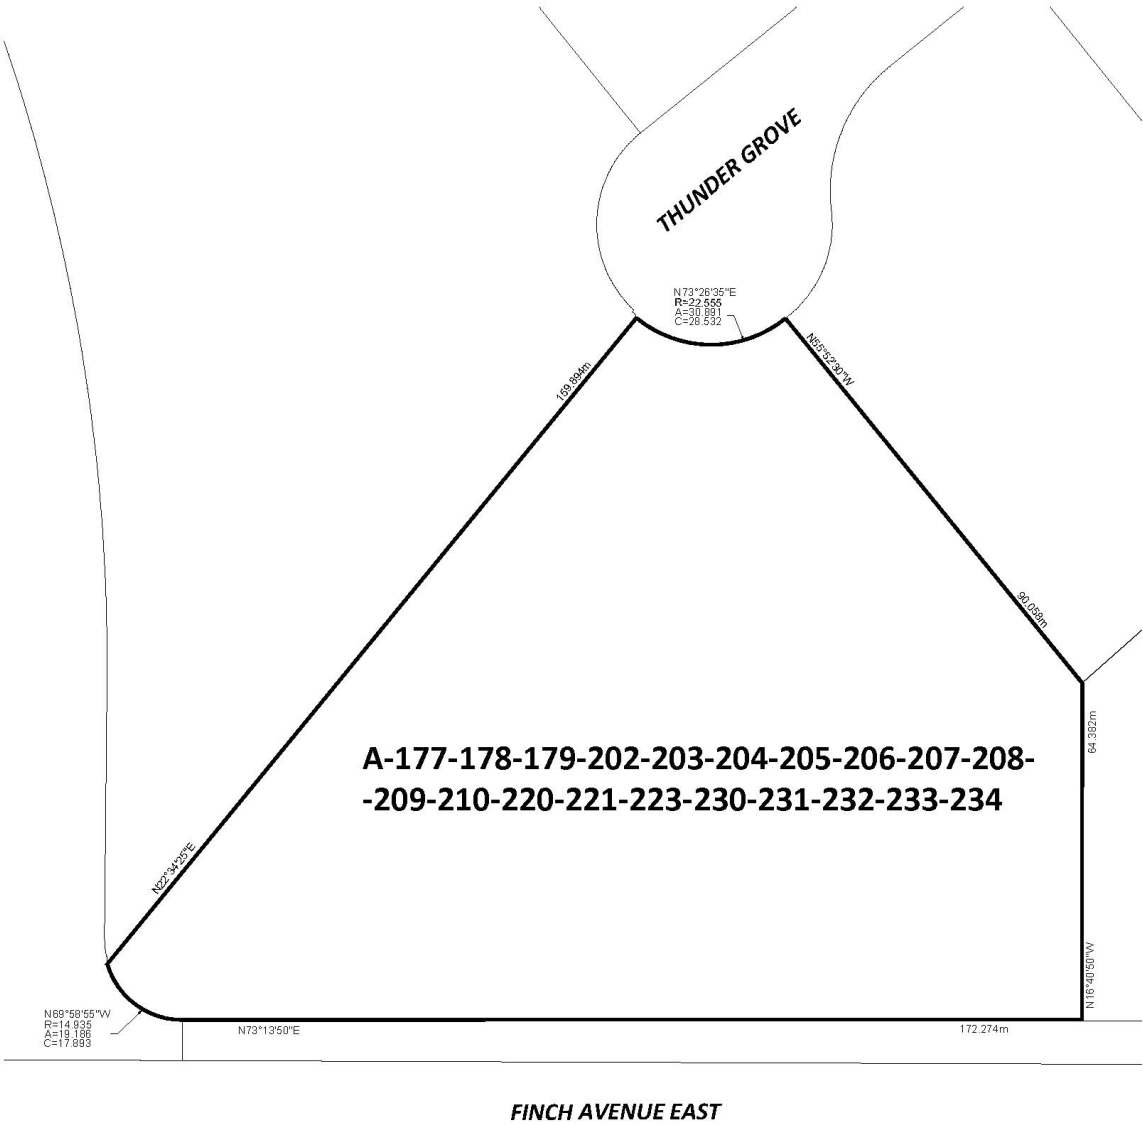 THUNDER GROVE
N73°26'35"E
R=22.555
A=30.891
C=28.532
N55°52'30"W
159.894m
90.058m
64.382m
A-177-178-179-202-203-204-205-206-207-208-
-209-210-220-221-223-230-231-232-233-234
N22°34'25"E
N16°40'50"W
N69°58'55"W
R=14.935
A=19.186
C=17.893
N73°13'50"E
172.274m
FINCH AVENUE EAST